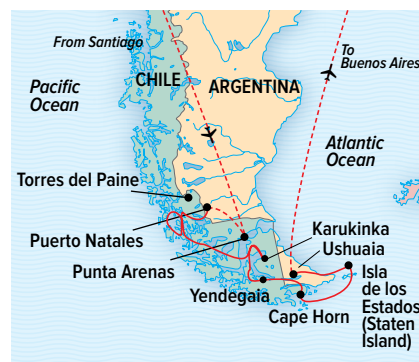 From Santiago
To
Buenos Aires
CHILE
ARGENTINA
Pacific
Ocean
Atlantic
Ocean
Torres del Paine
Puerto Natales
Punta Arenas
Yendegaia
Karukinka
Ushuaia
Cape Horn
Isla
de los
Estados
(Staten
Island)